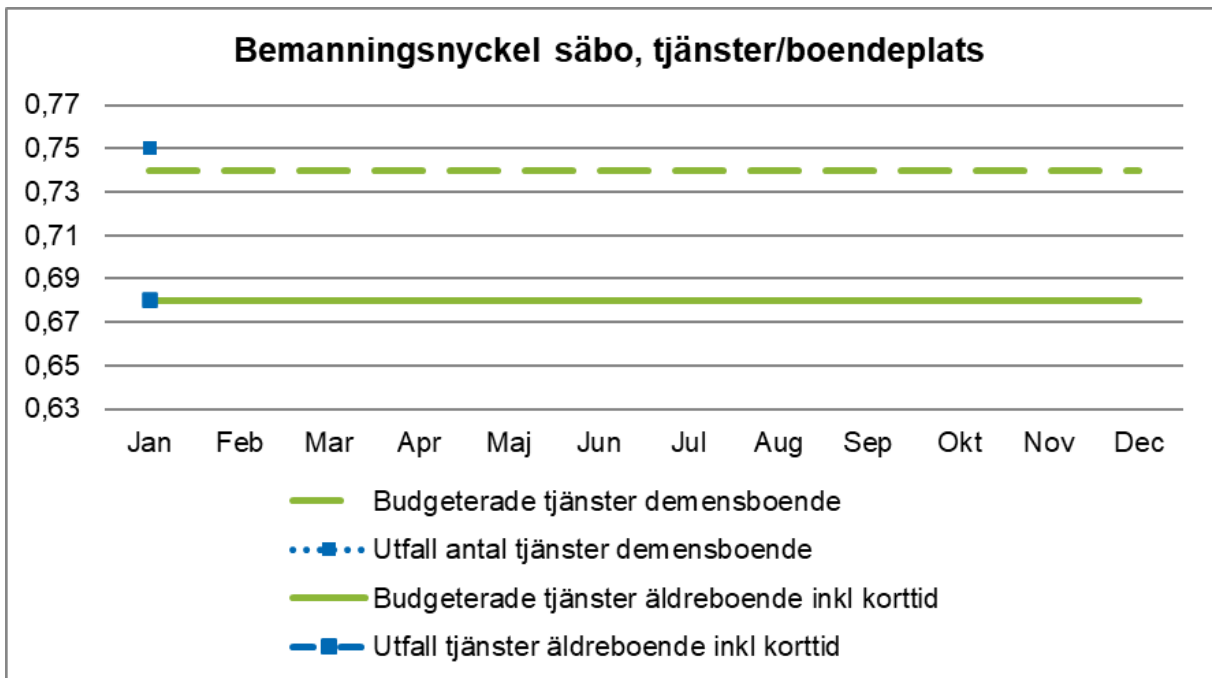 Bemanningsnyckel säbo, tjänster/boendeplats
0,77
0,75
0,73
0,71
0,69
0,67
0,65
0,63
Jan Feb Mar Apr Maj Jun Jul Aug Sep Okt Nov Dec
Budgeterade tjänster demensboende
Utfall antal tjänster demensboende
Budgeterade tjänster äldreboende inkl korttid
Utfall tjänster äldreboende inkl korttid